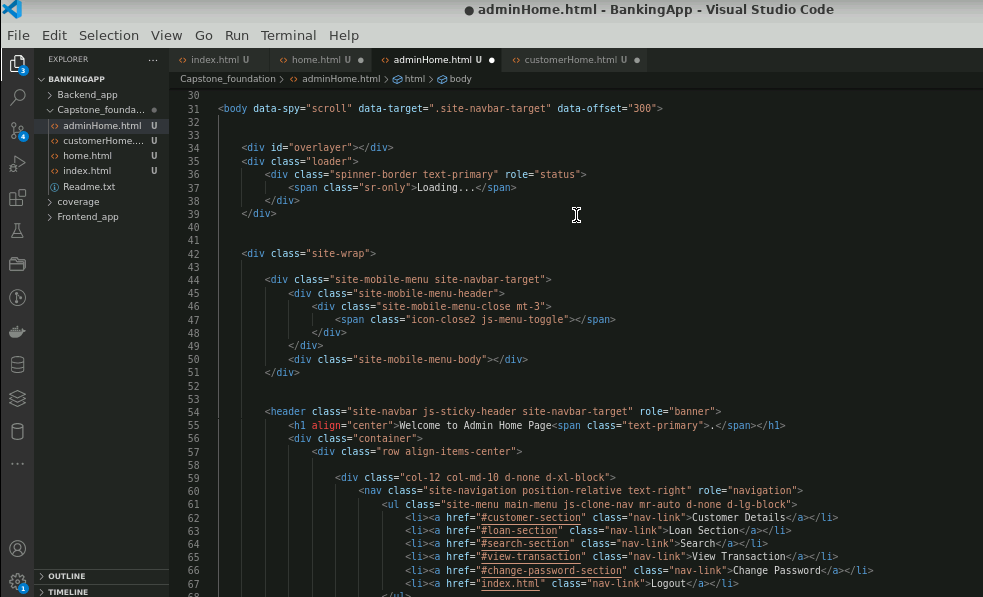 ● adminHome.html - BankingApp - Visual Studio Code
File Edit Selection View Go Run Terminal Help
EXPLORER ...
index.html U
home.html ●
adminHome.html U ●
customerHome.html U ●
BANKINGAPP
Backend_app
Capstone_founda... ●
adminHome.html U
customerHome.... U
home.html U
index.html U
Readme.txt
coverage
Frontend_app
OUTLINE
TIMELINE
3
4
1
Capstone_foundation > adminHome.html > html > body
30
31 <body data-spy="scroll" data-target=".site-navbar-target" data-offset="300">
32
33
34 <div id="overlayer"></div>
35 <div class="loader">
36 <div class="spinner-border text-primary" role="status">
37 <span class="sr-only">Loading...</span>
38 </div>
39 </div>
40
41
42 <div class="site-wrap">
43
44 <div class="site-mobile-menu site-navbar-target">
45 <div class="site-mobile-menu-header">
46 <div class="site-mobile-menu-close mt-3">
47 <span class="icon-close2 js-menu-toggle"></span>
48 </div>
49 </div>
50 <div class="site-mobile-menu-body"></div>
51 </div>
52
53
54 <header class="site-navbar js-sticky-header site-navbar-target" role="banner">
55 <h1 align="center">Welcome to Admin Home Page<span class="text-primary">.</span></h1>
56 <div class="container">
57 <div class="row align-items-center">
58
59 <div class="col-12 col-md-10 d-none d-xl-block">
60 <nav class="site-navigation position-relative text-right" role="navigation">
61 <ul class="site-menu main-menu js-clone-nav mr-auto d-none d-lg-block">
62 <li><a href="#customer-section" class="nav-link">Customer Details</a></li>
63 <li><a href="#loan-section" class="nav-link">Loan Section</a></li>
64 <li><a href="#search-section" class="nav-link">Search</a></li>
65 <li><a href="#view-transaction" class="nav-link">View Transaction</a></li>
66 <li><a href="#change-password-section" class="nav-link">Change Password</a></li>
67 <li><a href="index.html" class="nav-link">Logout</a></li>
68 </ul>